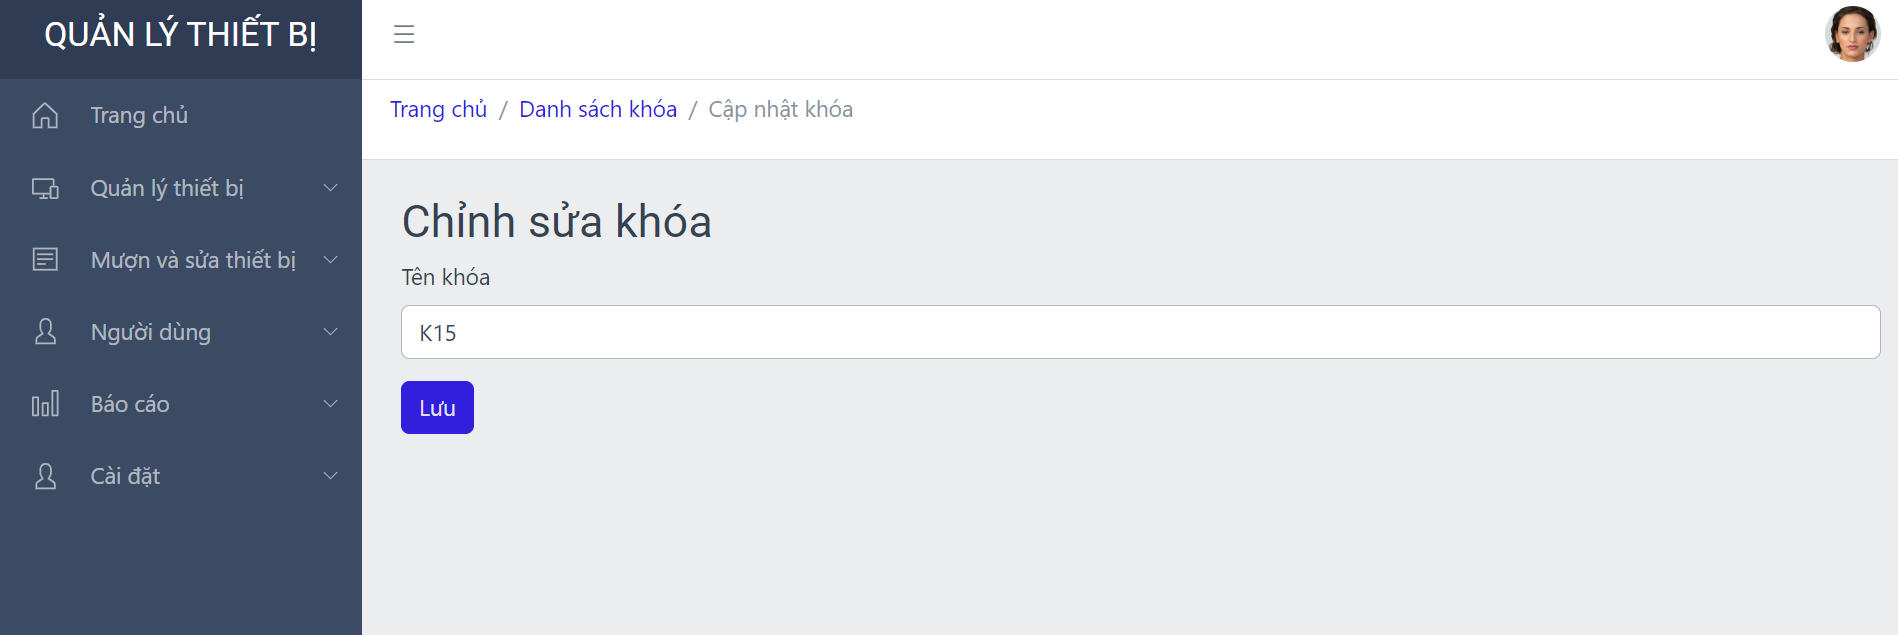 QUẢN LÝ THIẾT BỊ
Trang chủ
Quản lý thiết bị
Mượn và sửa thiết bị
Người dùng
Báo cáo
Cài đặt
Trang chủ / Danh sách khóa / Cập nhật khóa
Chỉnh sửa khóa
Tên khóa
K15
Lưu